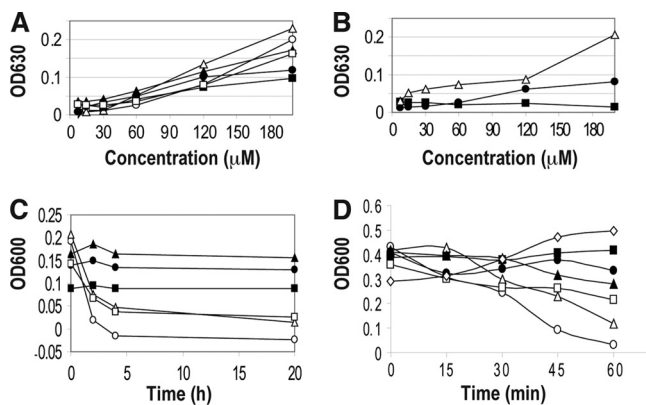 A
B
OD630
0.2
0.1
0
0 30 60 90 120 150 180
Concentration (μM)
OD630
0.2
0.1
0
0 30 60 90 120 150 180
Concentration (μM)
C
D
OD600
0.25
0.2
0.15
0.1
0.05
0
-0.05
0 5 10 15 20
Time (h)
OD600
0.6
0.5
0.4
0.3
0.2
0.1
0
0 15 30 45 60
Time (min)